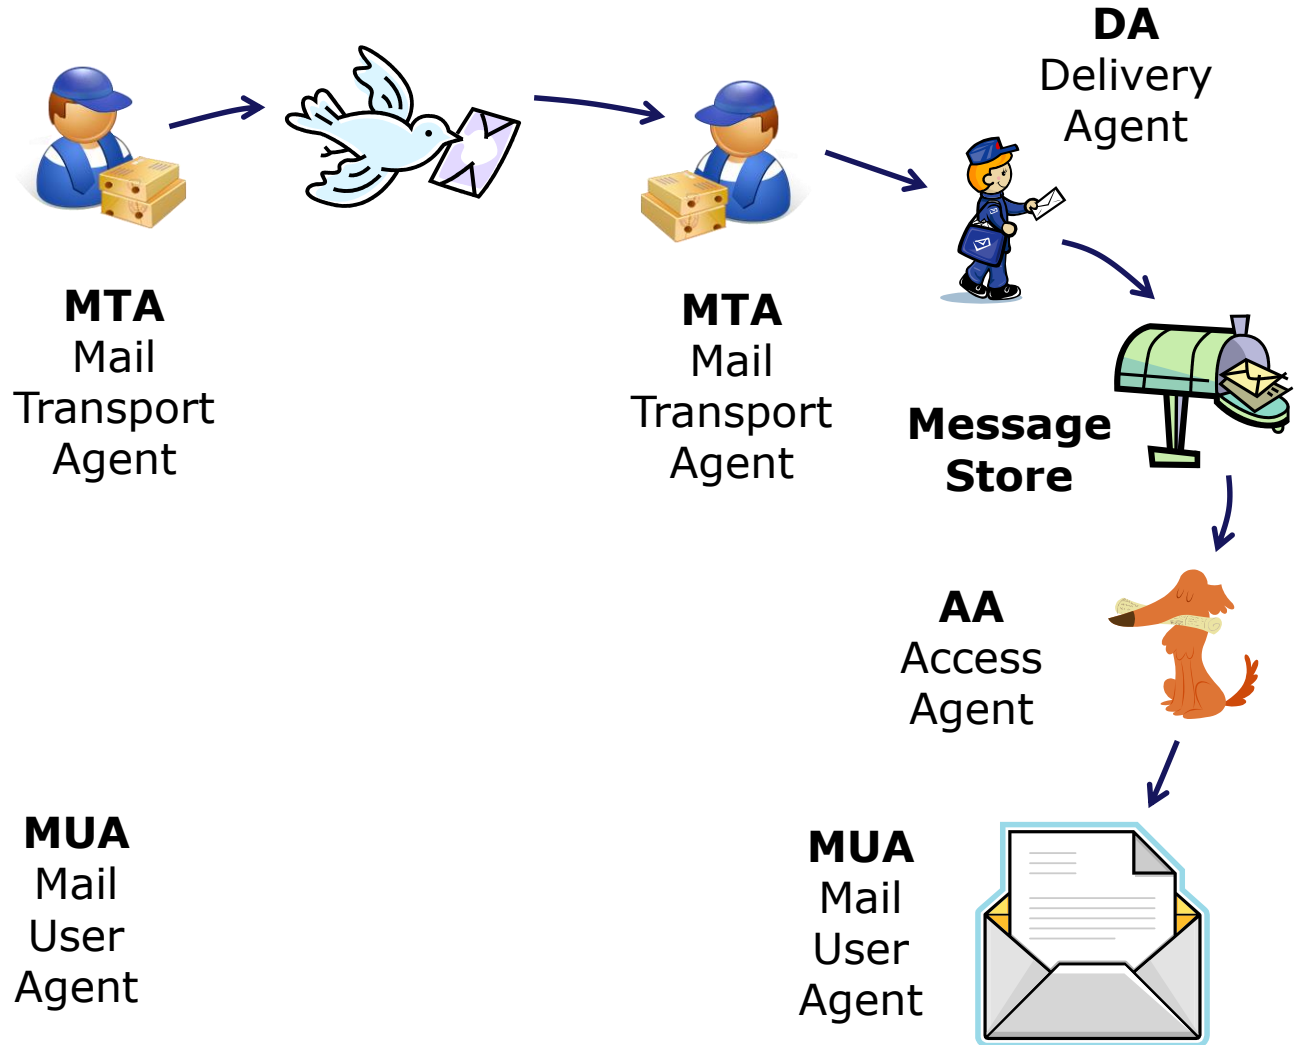 DA
Delivery
Agent
MTA
Mail
Transport
Agent
MTA
Mail
Transport
Agent
Message
Store
AA
Access
Agent
MUA
Mail
User
Agent
MUA
Mail
User
Agent